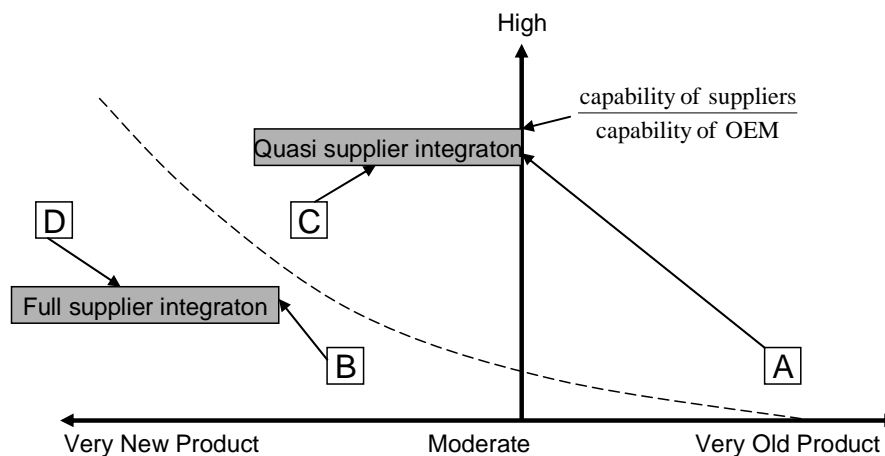 High
capability of suppliers
capability of OEM
Quasi supplier integraton
C
D
Full supplier integraton
B
A
Very New Product
Moderate
Very Old Product